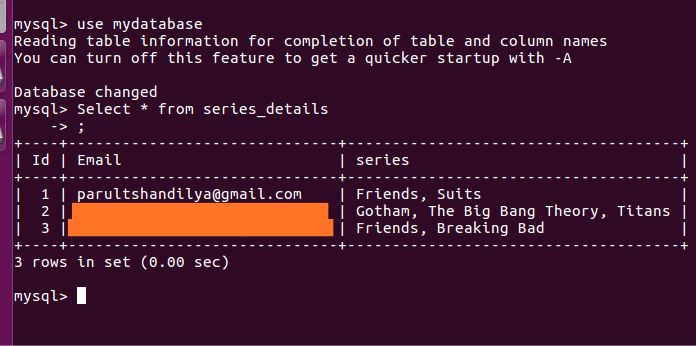 mysql> use mydatabase
Reading table information for completion of table and column names
You can turn off this feature to get a quicker startup with -A
Database changed
mysql> Select * from series_details
    -> ;
+----+--------------------------------+----------------------------------------+
| Id | Email                          | series                                 |
+----+--------------------------------+----------------------------------------+
|  1 | parultshandilya@gmail.com      | Friends, Suits                         |
|  2 | | Gotham, The Big Bang Theory, Titans |
|  3 | | Friends, Breaking Bad                  |
+----+--------------------------------+----------------------------------------+
3 rows in set (0.00 sec)
mysql>